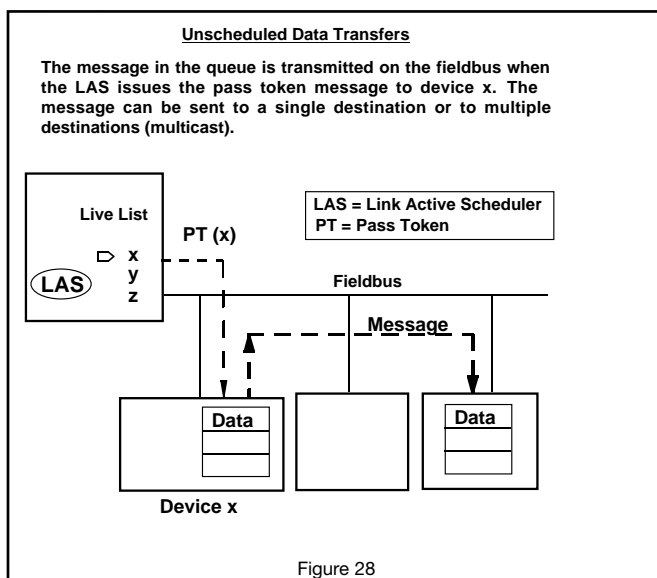 Unscheduled Data Transfers
The message in the queue is transmitted on the fieldbus when
the LAS issues the pass token message to device x. The
message can be sent to a single destination or to multiple
destinations (multicast).
Live List
x
y
z
LAS
PT (x)
LAS = Link Active Scheduler
PT = Pass Token
Fieldbus
Message
Data
Data
Device x
Figure 28